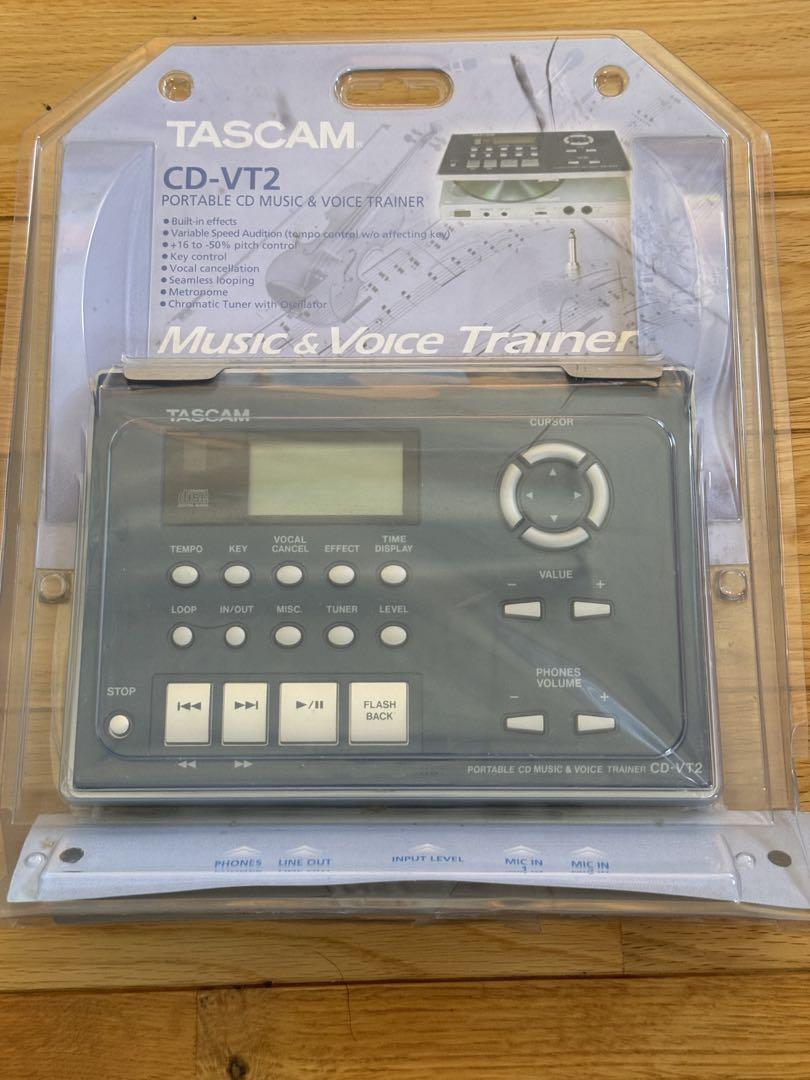 TASCAM®
CD-VT2
PORTABLE CD MUSIC & VOICE TRAINER
• Built-in effects
• Variable Speed Audition (tempo control w/o affecting key)
• +16 to -50% pitch control
• Key control
• Vocal cancellation
• Seamless looping
• Metronome
• Chromatic Tuner with Oscillator
Music & Voice Trainer
TASCAM
CURSOR
TEMPO KEY VOCAL CANCEL EFFECT TIME DISPLAY
VALUE
− +
LOOP IN/OUT MISC. TUNER LEVEL
PHONES
VOLUME
− +
STOP
FLASH
BACK
PORTABLE CD MUSIC & VOICE TRAINER CD-VT2
PHONES LINE OUT INPUT LEVEL MIC IN MIC IN